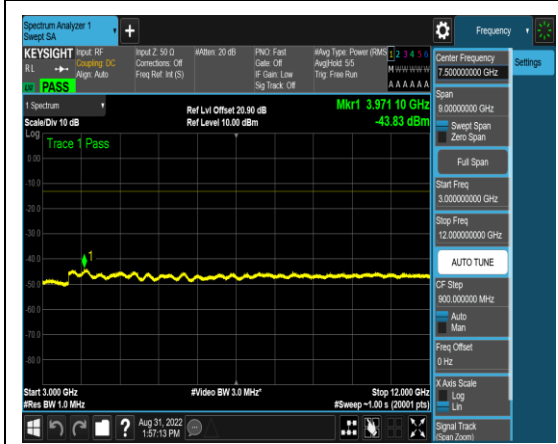 Spectrum Analyzer 1
Swept SA
+
Frequency
KEYSIGHT
RL
PASS
Input: RF
Coupling: DC
Align: Auto
Input Z: 50 Ω
Corrections: Off
Freq Ref: Int (S)
#Atten: 20 dB
PNO: Fast
Gate: Off
IF Gain: Low
Sig Track: Off
#Avg Type: Power (RMS
Avg|Hold: 5/5
Trig: Free Run
1 2 3 4 5 6
M W W W W W
A A A A A A
1 Spectrum
Scale/Div 10 dB
Ref Lvl Offset 20.90 dB
Ref Level 10.00 dBm
Mkr1 3.971 10 GHz
-43.83 dBm
Log
Trace 1 Pass
0.00
-10.0
-20.0
-30.0
-40.0
-50.0
-60.0
-70.0
-80.0
1
Start 3.000 GHz
#Res BW 1.0 MHz
#Video BW 3.0 MHz*
Stop 12.000 GHz
#Sweep ~1.00 s (20001 pts)
Center Frequency
7.500000000 GHz
Settings
Span
9.00000000 GHz
Swept Span
Zero Span
Full Span
Start Freq
3.000000000 GHz
Stop Freq
12.000000000 GHz
AUTO TUNE
CF Step
900.000000 MHz
Auto
Man
Freq Offset
0 Hz
X Axis Scale
Log
Lin
Signal Track
(Span Zoom)
?
Aug 31, 2022
1:57:13 PM